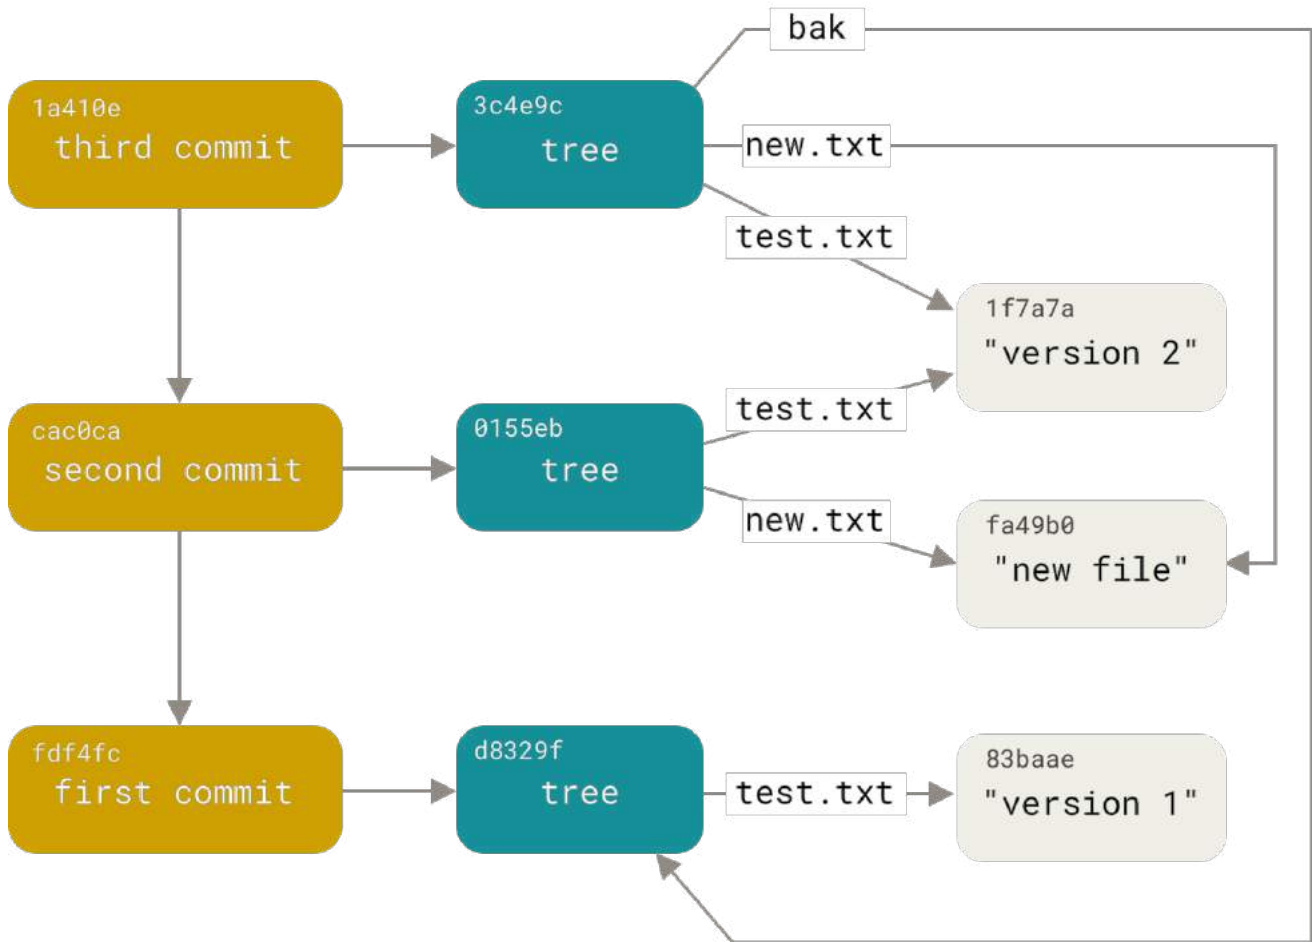 bak
1a410e
third commit
3c4e9c
tree
new.txt
test.txt
1f7a7a
"version 2"
cac0ca
second commit
0155eb
tree
test.txt
new.txt
fa49b0
"new file"
fdf4fc
first commit
d8329f
tree
test.txt
83baae
"version 1"